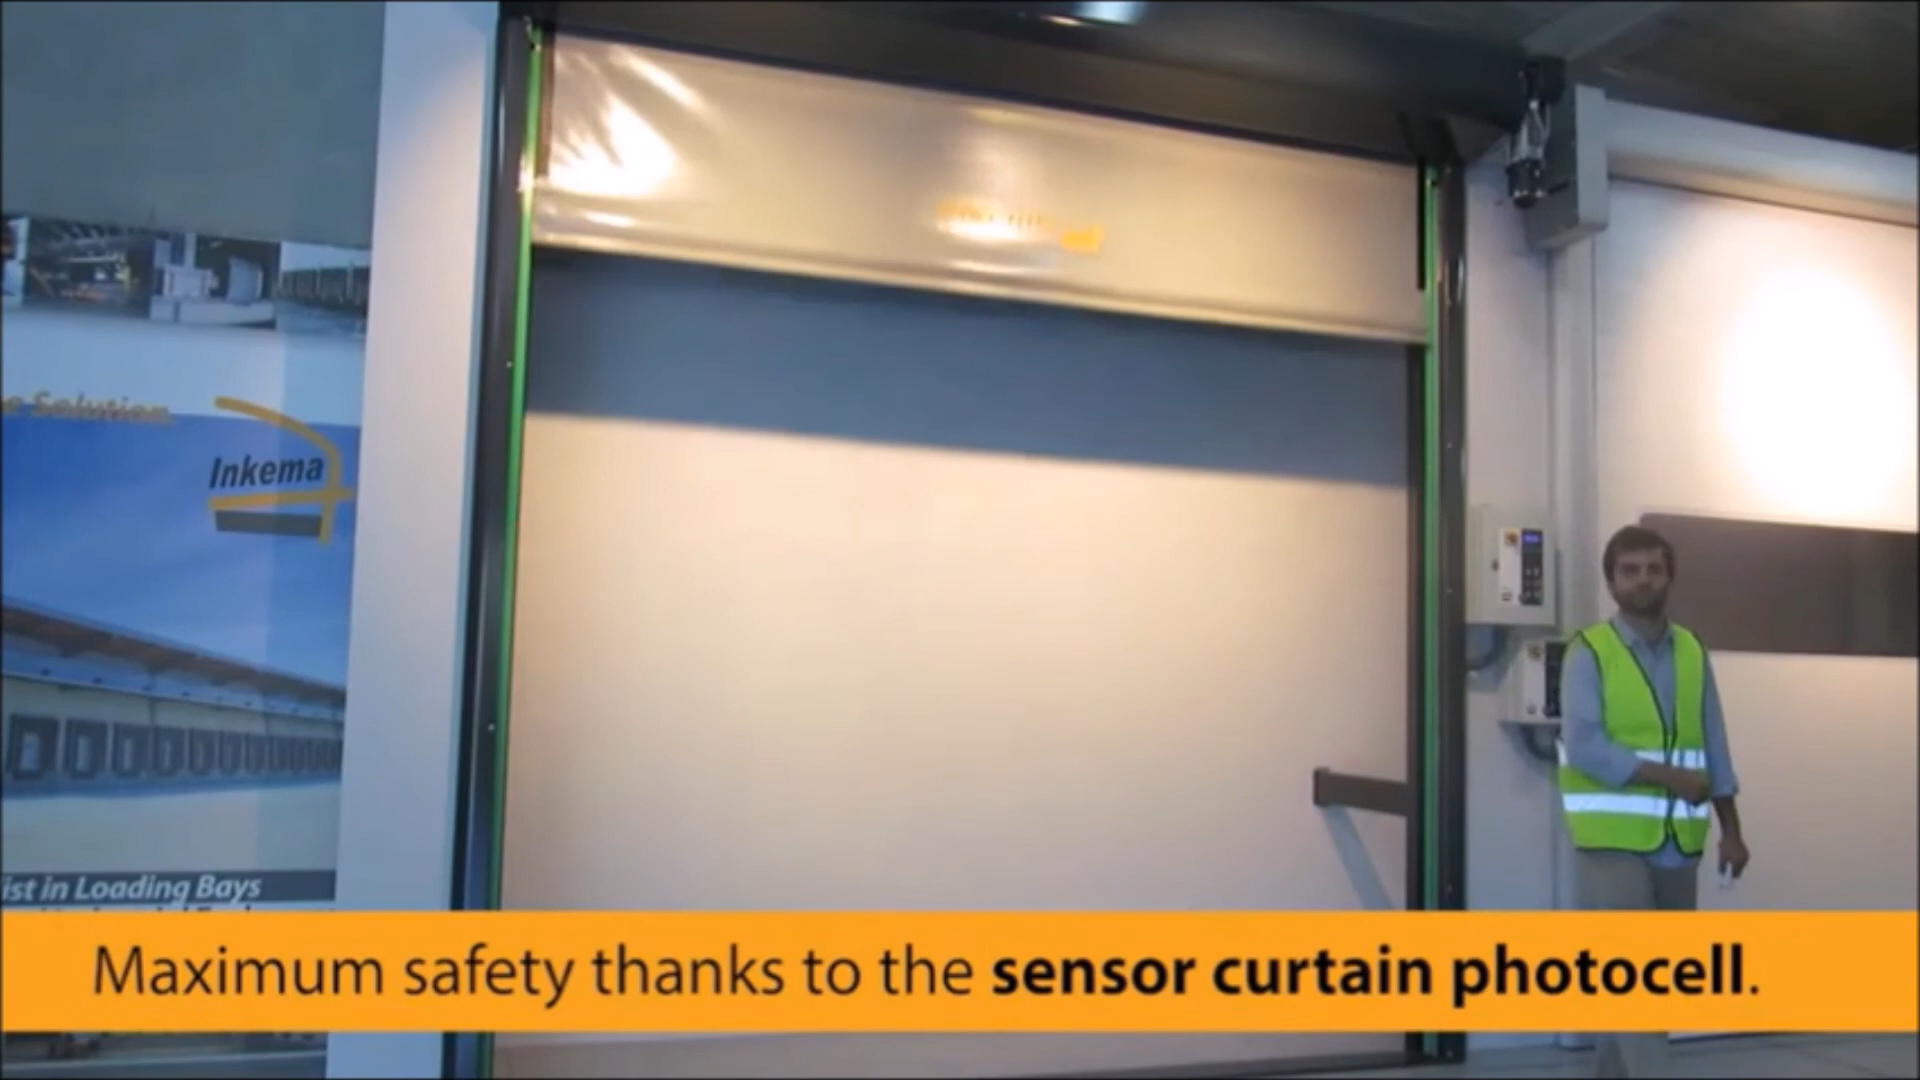 e Solution
Inkema
ist in Loading Bays
Maximum safety thanks to the sensor curtain photocell.